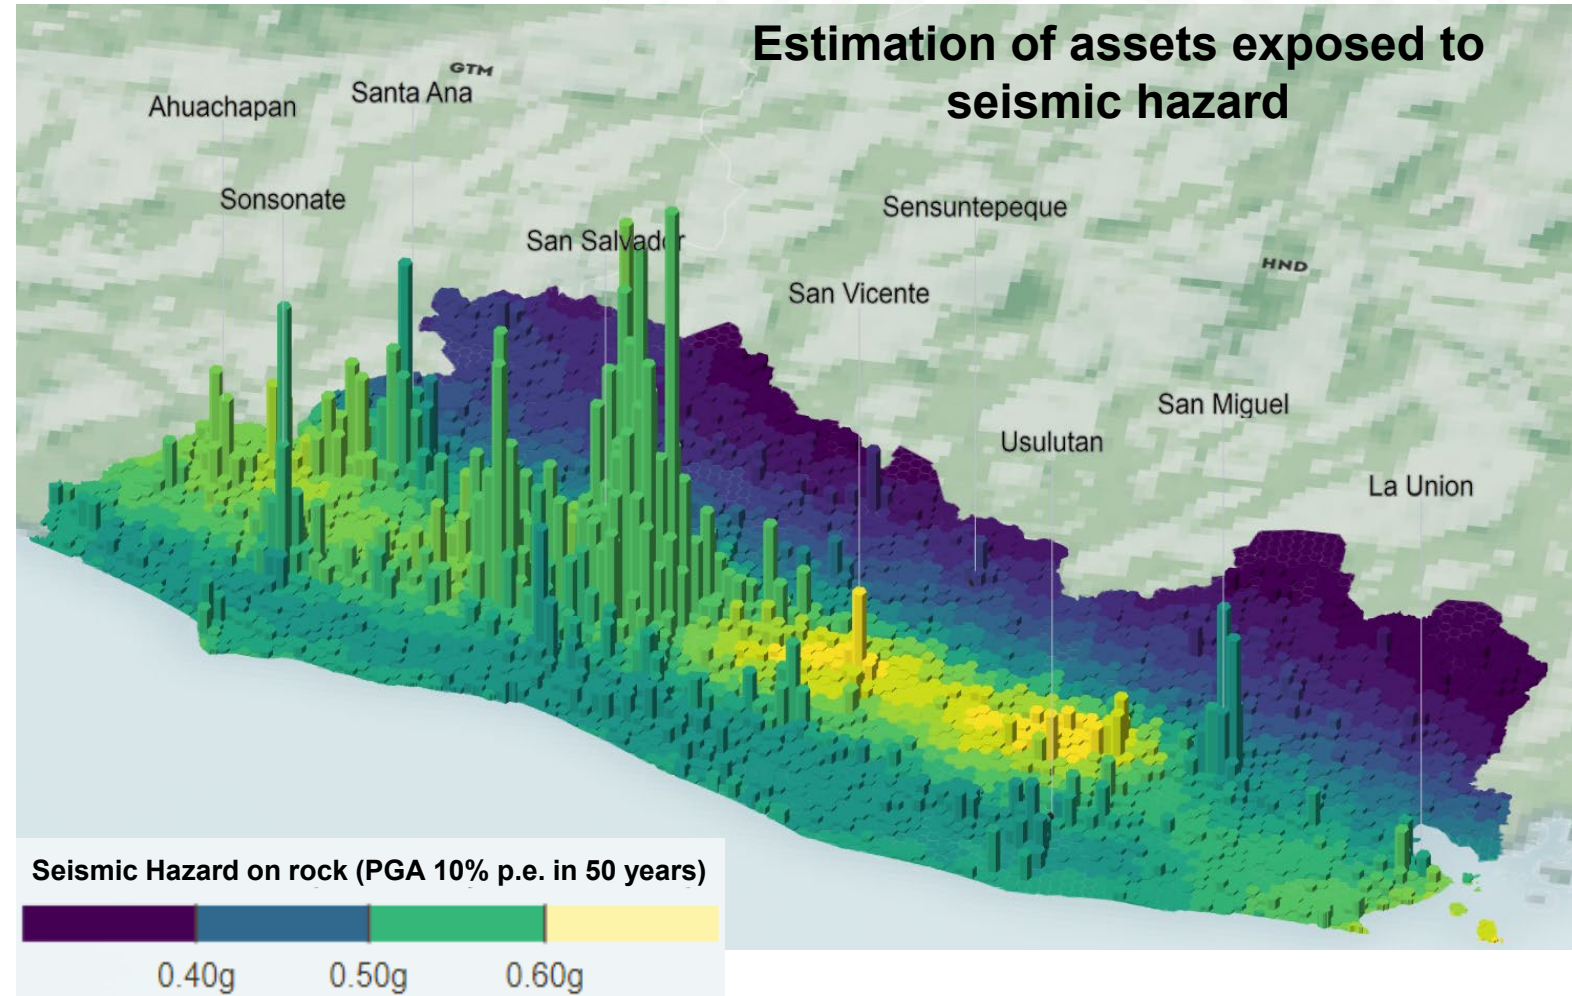 Estimation of assets exposed to
seismic hazard
GTM
Santa Ana
Ahuachapan
Sonsonate
Sensuntepeque
San Salvador
HND
San Vicente
San Miguel
Usulutan
La Union
Seismic Hazard on rock (PGA 10% p.e. in 50 years)
0.40g 0.50g 0.60g